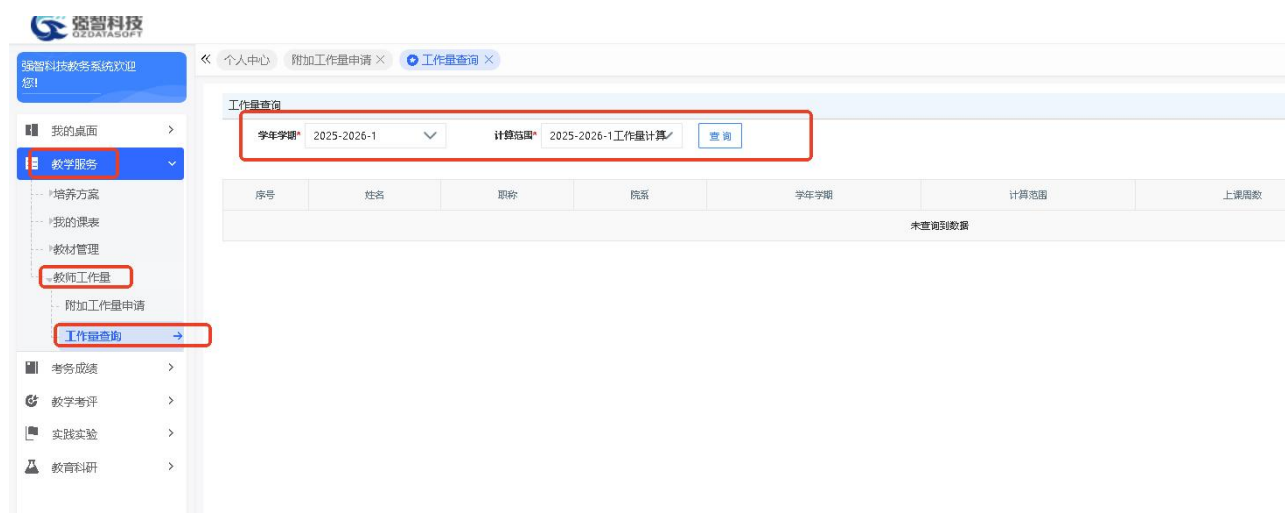 强智科技
QZDATASOFT
强智科技教务系统欢迎
您!
« 个人中心 附加工作量申请 × 工作量查询 ×
工作量查询
学年学期* 2025-2026-1 计算范围* 2025-2026-1工作量计算 查 询
序号 姓名 职称 院系 学年学期 计算范围 上课周数
未查询到数据
我的桌面
教学服务
培养方案
我的课表
教材管理
教师工作量
附加工作量申请
工作量查询
考务成绩
教学考评
实践实验
教育科研